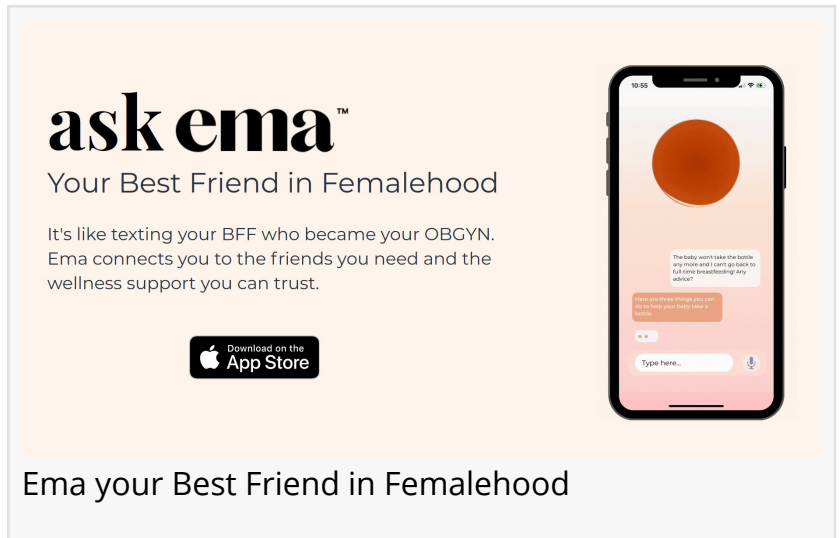 ask ema™
Your Best Friend in Femalehood
It's like texting your BFF who became your OBGYN.
Ema connects you to the friends you need and the
wellness support you can trust.
Download on the
App Store
10:55
The baby won't take the bottle
any more and I can't go back to
full-time breastfeeding! Any
advice?
Here are three things you can
do to help your baby take a
bottle
Type here...
Ema your Best Friend in Femalehood